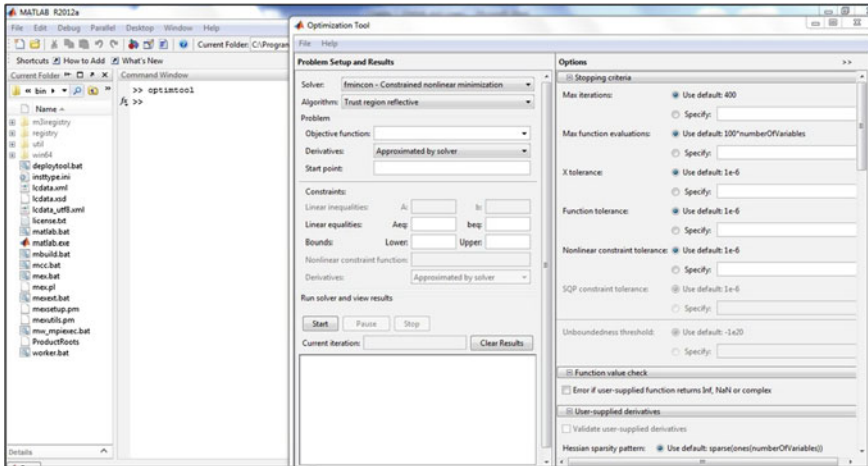 MATLAB R2012a
File Edit Debug Parallel Desktop Window Help
Current Folder: C:\Program
Shortcuts How to Add What's New
Current Folder
« bin
Name
m3iregistry
registry
util
win64
deploytool.bat
insttype.ini
lcdata.xml
lcdata.xsd
lcdata_utf8.xml
license.txt
matlab.bat
matlab.exe
mbuild.bat
mcc.bat
mex.bat
mex.pl
mexext.bat
mexsetup.pm
mexutils.pm
mw_mpiexec.bat
ProductRoots
worker.bat
Details
Command Window
>> optimtool
fx >>
Optimization Tool
File Help
Problem Setup and Results
Solver: fmincon - Constrained nonlinear minimization
Algorithm: Trust region reflective
Problem
Objective function:
Derivatives: Approximated by solver
Start point:
Constraints:
Linear inequalities: A: b:
Linear equalities: Aeq: beq:
Bounds: Lower: Upper:
Nonlinear constraint function:
Derivatives: Approximated by solver
Run solver and view results
Start Pause Stop
Current iteration: Clear Results
Options >>
Stopping criteria
Max iterations: Use default: 400
Specify:
Max function evaluations: Use default: 100*numberOfVariables
Specify:
X tolerance: Use default: 1e-6
Specify:
Function tolerance: Use default: 1e-6
Specify:
Nonlinear constraint tolerance: Use default: 1e-6
Specify:
SQP constraint tolerance: Use default: 1e-6
Specify:
Unboundedness threshold: Use default: -1e20
Specify:
Function value check
Error if user-supplied function returns Inf, NaN or complex
User-supplied derivatives
Validate user-supplied derivatives
Hessian sparsity pattern: Use default: sparse(ones(numberOfVariables))